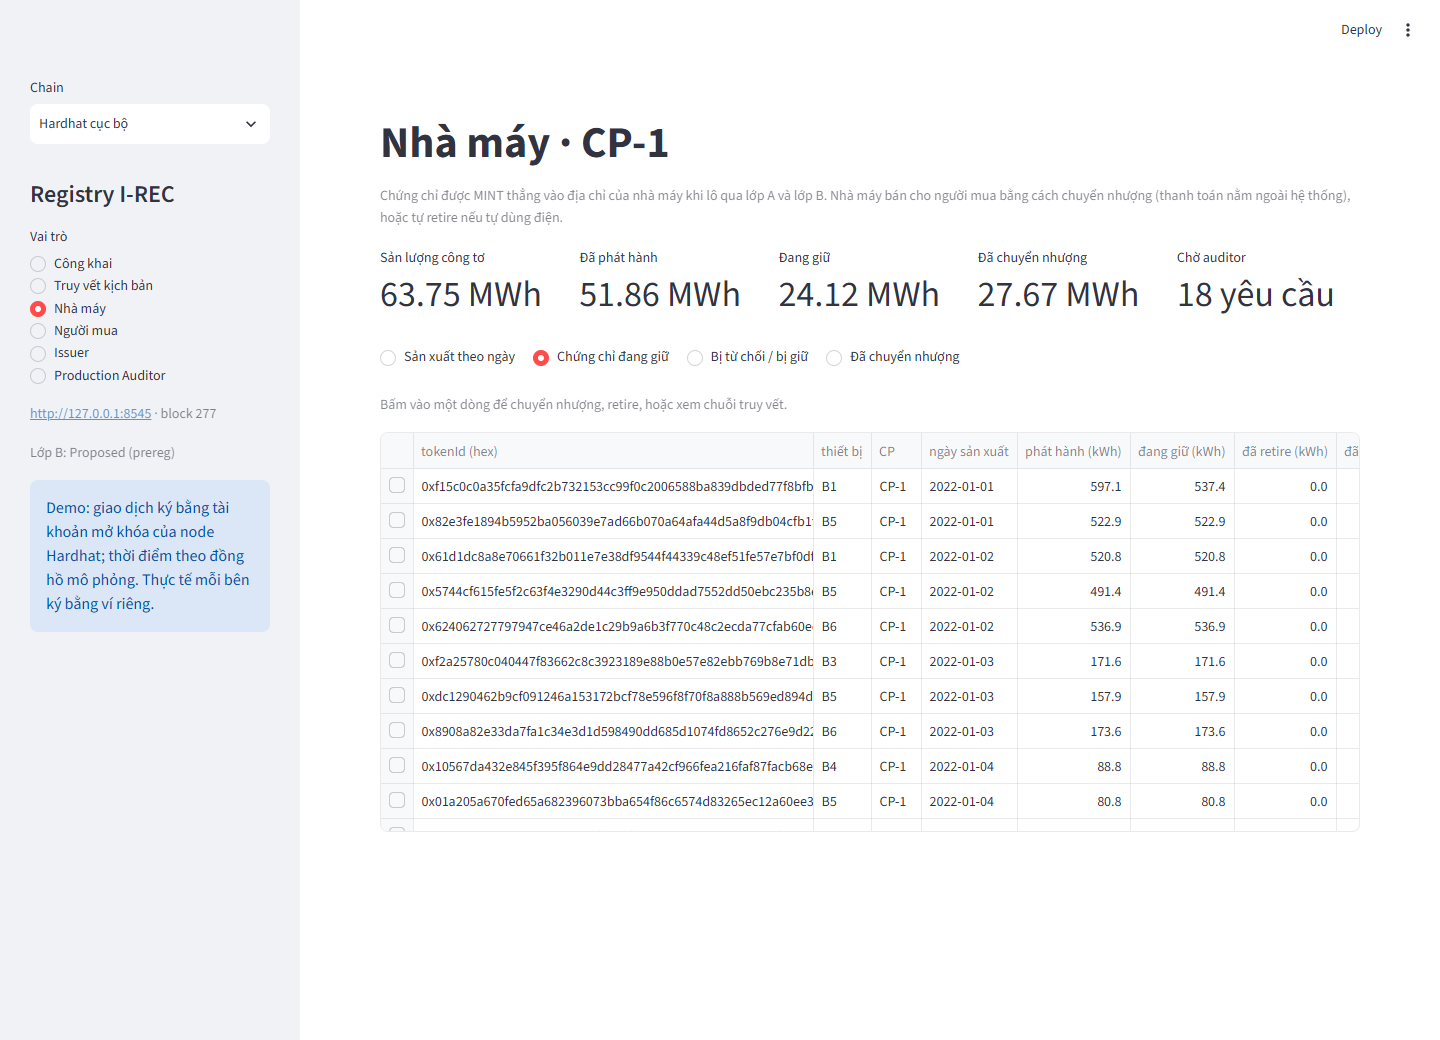 Deploy
Chain
Hardhat cục bộ
Registry I-REC
Vai trò
Công khai
Truy vết kịch bản
Nhà máy
Người mua
Issuer
Production Auditor
http://127.0.0.1:8545 · block 277
Lớp B: Proposed (prereg)
Demo: giao dịch ký bằng tài
khoản mở khóa của node
Hardhat; thời điểm theo đồng
hồ mô phỏng. Thực tế mỗi bên
ký bằng ví riêng.
Nhà máy · CP-1
Chứng chỉ được MINT thẳng vào địa chỉ của nhà máy khi lô qua lớp A và lớp B. Nhà máy bán cho người mua bằng cách chuyển nhượng (thanh toán nằm ngoài hệ thống),
hoặc tự retire nếu tự dùng điện.
Sản lượng công tơ Đã phát hành Đang giữ Đã chuyển nhượng Chờ auditor
63.75 MWh 51.86 MWh 24.12 MWh 27.67 MWh 18 yêu cầu
Sản xuất theo ngày Chứng chỉ đang giữ Bị từ chối / bị giữ Đã chuyển nhượng
Bấm vào một dòng để chuyển nhượng, retire, hoặc xem chuỗi truy vết.
tokenId (hex) thiết bị CP ngày sản xuất phát hành (kWh) đang giữ (kWh) đã retire (kWh) đã
0xf15c0c0a35fcfa9dfc2b732153cc99f0c2006588ba839dbded77f8bfb B1 CP-1 2022-01-01 597.1 537.4 0.0
0x82e3fe1894b5952ba056039e7ad66b070a64afa44d5a8f9db04cfb1 B5 CP-1 2022-01-01 522.9 522.9 0.0
0x61d1dc8a8e70661f32b011e7e38df9544f44339c48ef51fe57e7bf0df B1 CP-1 2022-01-02 520.8 520.8 0.0
0x5744cf615fe5f2c63f4e3290d44c3ff9e950ddad7552dd50ebc235b8 B5 CP-1 2022-01-02 491.4 491.4 0.0
0x624062727797947ce46a2de1c29b9a6b3f770c48c2ecda77cfab60e B6 CP-1 2022-01-02 536.9 536.9 0.0
0xf2a25780c040447f83662c8c3923189e88b0e57e82ebb769b8e71db B3 CP-1 2022-01-03 171.6 171.6 0.0
0xdc1290462b9cf091246a153172bcf78e596f8f70f8a888b569ed894d B5 CP-1 2022-01-03 157.9 157.9 0.0
0x8908a82e33da7fa1c34e3d1d598490dd685d1074fd8652c276e9d22 B6 CP-1 2022-01-03 173.6 173.6 0.0
0x10567da432e845f395f864e9dd28477a42cf966fea216faf87facb68e B4 CP-1 2022-01-04 88.8 88.8 0.0
0x01a205a670fed65a682396073bba654f86c6574d83265ec12a60ee3 B5 CP-1 2022-01-04 80.8 80.8 0.0